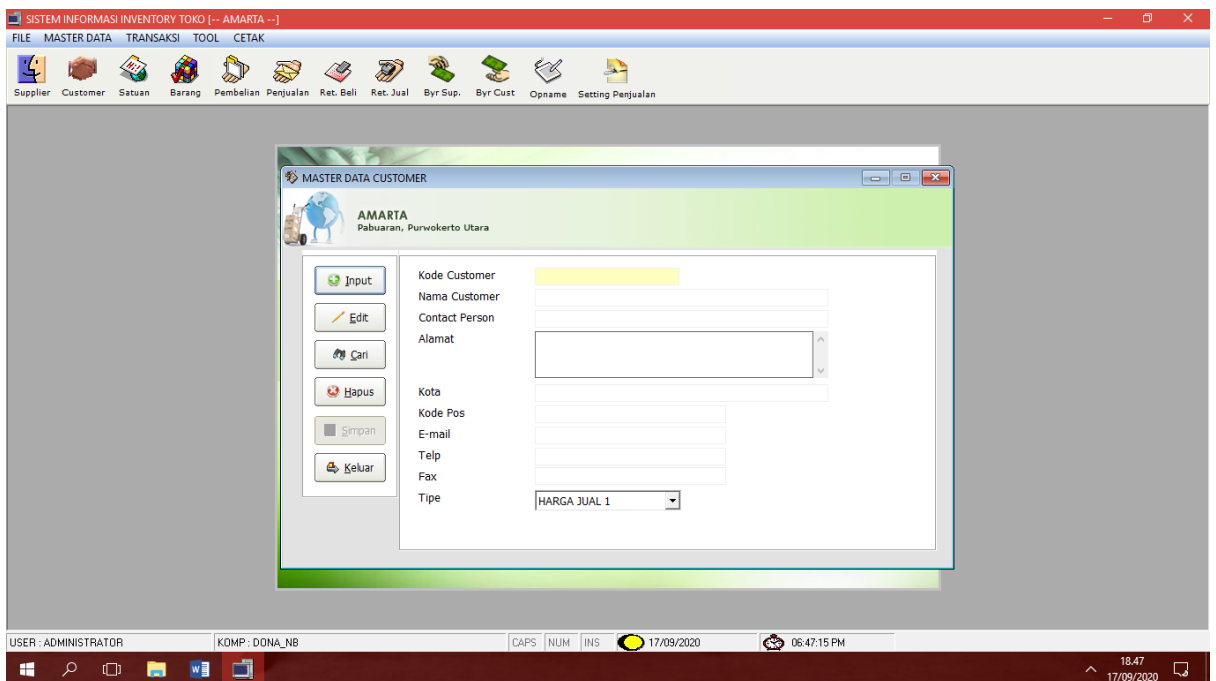 SISTEM INFORMASI INVENTORY TOKO [-- AMARTA --]
FILE MASTER DATA TRANSAKSI TOOL CETAK
Supplier Customer Satuan Barang Pembelian Penjualan Ret. Beli Ret. Jual Byr Sup. Byr Cust Opname Setting Penjualan
MASTER DATA CUSTOMER
AMARTA
Pabuaran, Purwokerto Utara
Input
Edit
Cari
Hapus
Simpan
Keluar
Kode Customer
Nama Customer
Contact Person
Alamat
Kota
Kode Pos
E-mail
Telp
Fax
Tipe HARGA JUAL 1
USER : ADMINISTRATOR KOMP : DONA_NB CAPS NUM INS 17/09/2020 06:47:15 PM
18.47
17/09/2020